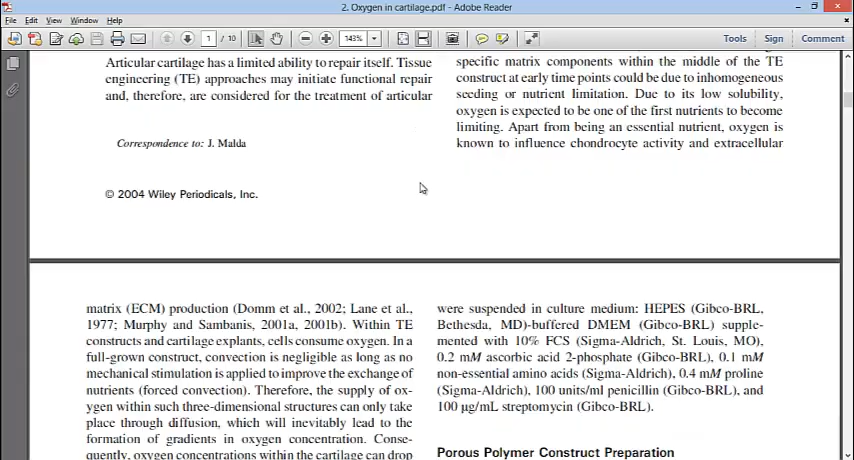 2. Oxygen in cartilage.pdf - Adobe Reader
File Edit View Window Help
1 / 10 143% Tools Sign Comment
Articular cartilage has a limited ability to repair itself. Tissue
engineering (TE) approaches may initiate functional repair
and, therefore, are considered for the treatment of articular
Correspondence to: J. Malda
© 2004 Wiley Periodicals, Inc.
specific matrix components within the middle of the TE
construct at early time points could be due to inhomogeneous
seeding or nutrient limitation. Due to its low solubility,
oxygen is expected to be one of the first nutrients to become
limiting. Apart from being an essential nutrient, oxygen is
known to influence chondrocyte activity and extracellular
matrix (ECM) production (Domm et al., 2002; Lane et al.,
1977; Murphy and Sambanis, 2001a, 2001b). Within TE
constructs and cartilage explants, cells consume oxygen. In a
full-grown construct, convection is negligible as long as no
mechanical stimulation is applied to improve the exchange of
nutrients (forced convection). Therefore, the supply of ox-
ygen within such three-dimensional structures can only take
place through diffusion, which will inevitably lead to the
formation of gradients in oxygen concentration. Conse-
quently, oxygen concentrations within the cartilage can drop
were suspended in culture medium: HEPES (Gibco-BRL,
Bethesda, MD)-buffered DMEM (Gibco-BRL) supple-
mented with 10% FCS (Sigma-Aldrich, St. Louis, MO),
0.2 mM ascorbic acid 2-phosphate (Gibco-BRL), 0.1 mM
non-essential amino acids (Sigma-Aldrich), 0.4 mM proline
(Sigma-Aldrich), 100 units/ml penicillin (Gibco-BRL), and
100 μg/mL streptomycin (Gibco-BRL).
Porous Polymer Construct Preparation